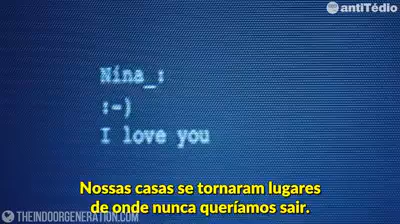 antiTédio
Nina_:
:-)
I love you
Nossas casas se tornaram lugares
de onde nunca queríamos sair.
THEINDOORGENERATION.COM